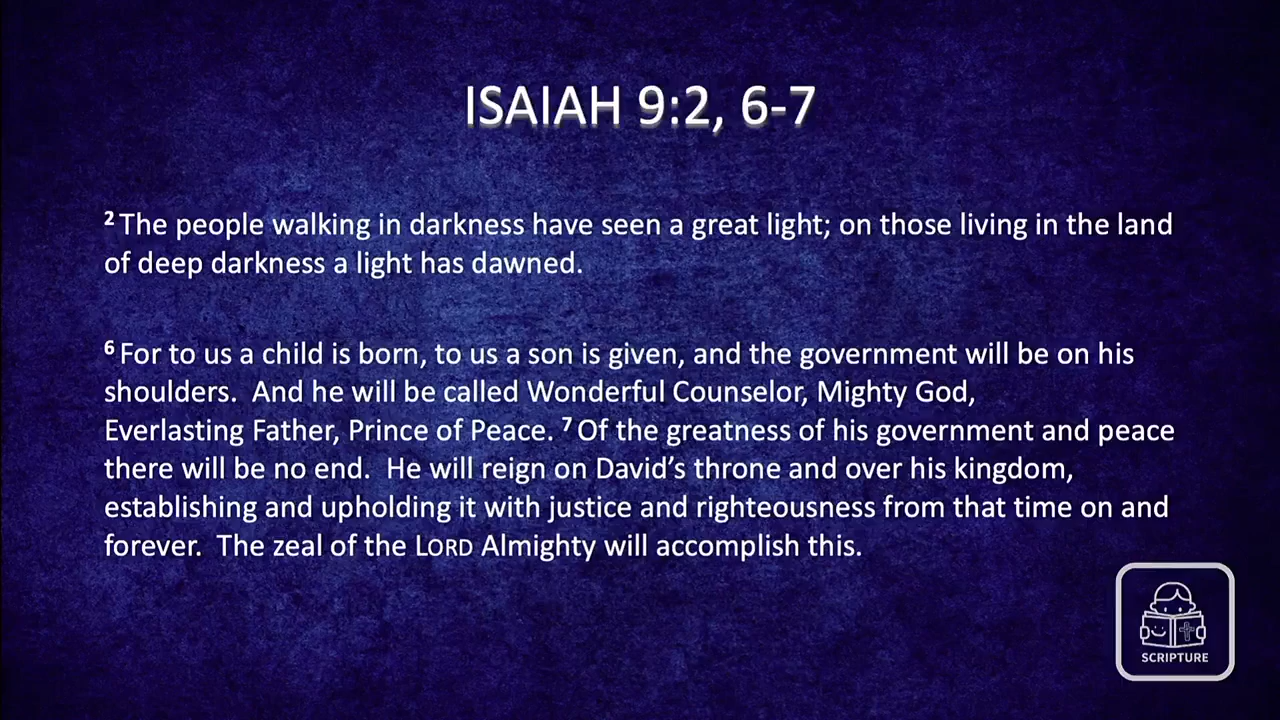 ISAIAH 9:2, 6-7
2 The people walking in darkness have seen a great light; on those living in the land
of deep darkness a light has dawned.
6 For to us a child is born, to us a son is given, and the government will be on his
shoulders.  And he will be called Wonderful Counselor, Mighty God,
Everlasting Father, Prince of Peace. 7 Of the greatness of his government and peace
there will be no end.  He will reign on David’s throne and over his kingdom,
establishing and upholding it with justice and righteousness from that time on and
forever.  The zeal of the LORD Almighty will accomplish this.
SCRIPTURE